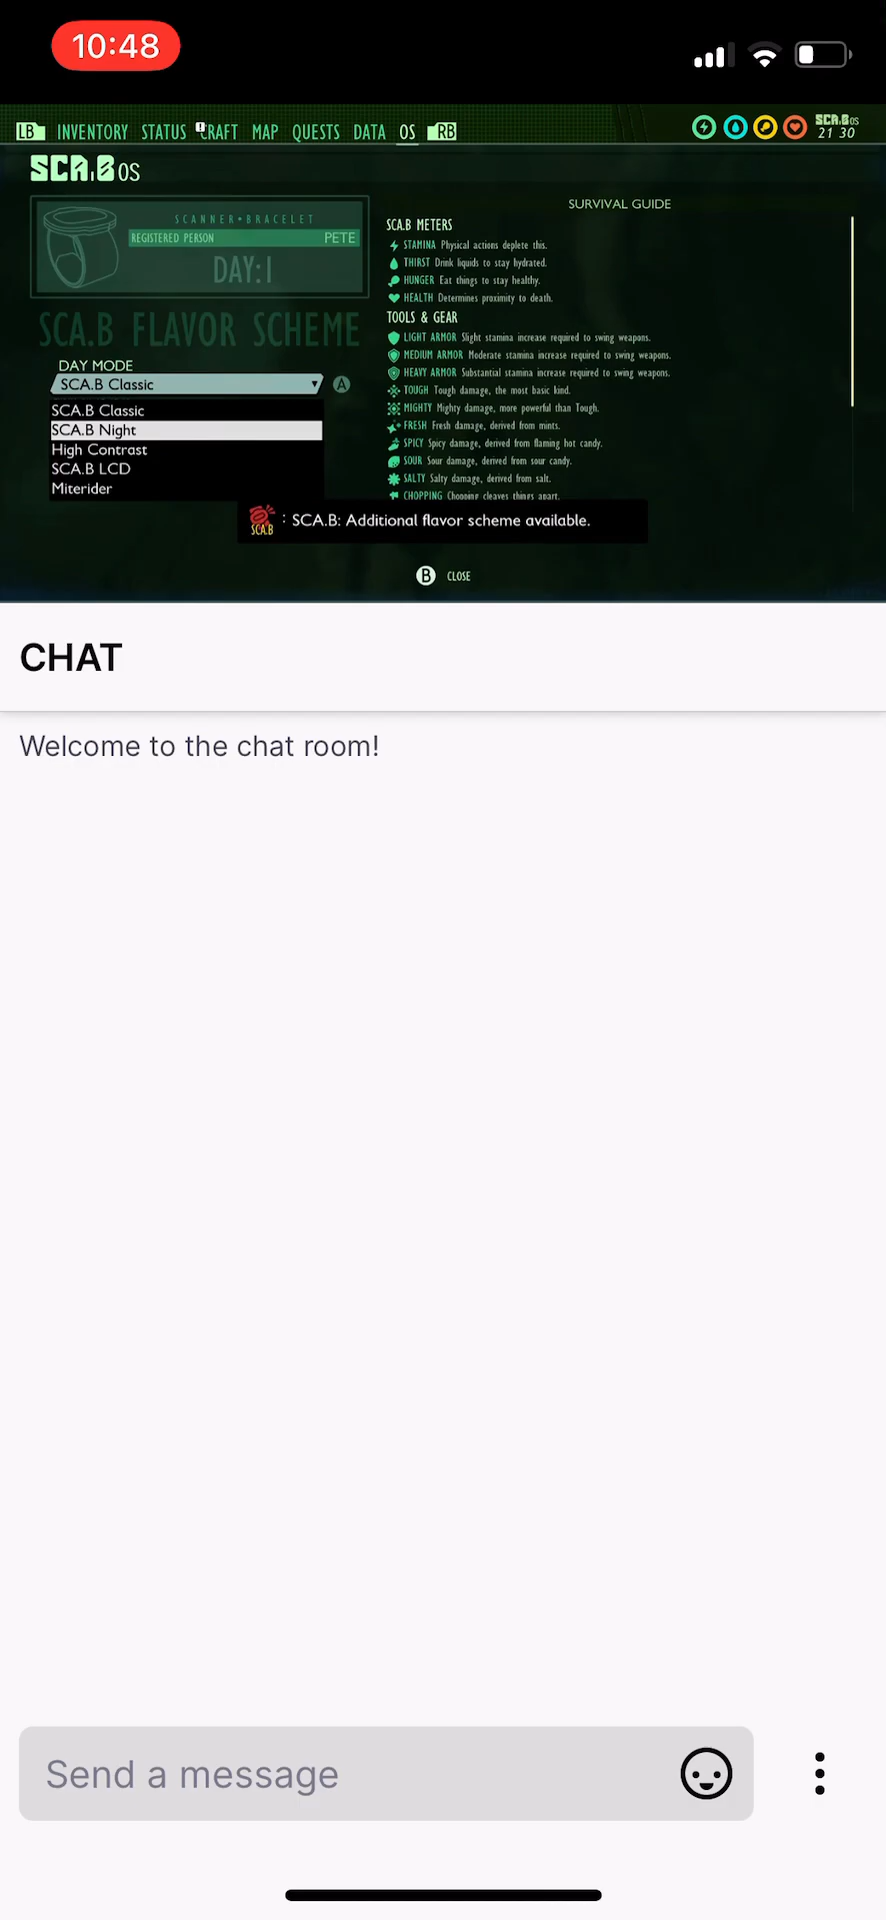 10:48
LB INVENTORY STATUS CRAFT MAP QUESTS DATA OS RB
SCA.B OS
21 30
SCA.B OS
SCANNER•BRACELET
REGISTERED PERSON PETE
DAY:1
SCA.B FLAVOR SCHEME
DAY MODE
SCA.B Classic A
SCA.B Classic
SCA.B Night
High Contrast
SCA.B LCD
Miterider
SURVIVAL GUIDE
SCA.B METERS
STAMINA Physical actions deplete this.
THIRST Drink liquids to stay hydrated.
HUNGER Eat things to stay healthy.
HEALTH Determines proximity to death.
TOOLS & GEAR
LIGHT ARMOR Slight stamina increase required to swing weapons.
MEDIUM ARMOR Moderate stamina increase required to swing weapons.
HEAVY ARMOR Substantial stamina increase required to swing weapons.
TOUGH Tough damage, the most basic kind.
MIGHTY Mighty damage, more powerful than Tough.
FRESH Fresh damage, derived from mints.
SPICY Spicy damage, derived from flaming hot candy.
SOUR Sour damage, derived from sour candy.
SALTY Salty damage, derived from salt.
CHOPPING Chopping cleaves things apart.
SCA.B : SCA.B: Additional flavor scheme available.
B CLOSE
CHAT
Welcome to the chat room!
Send a message